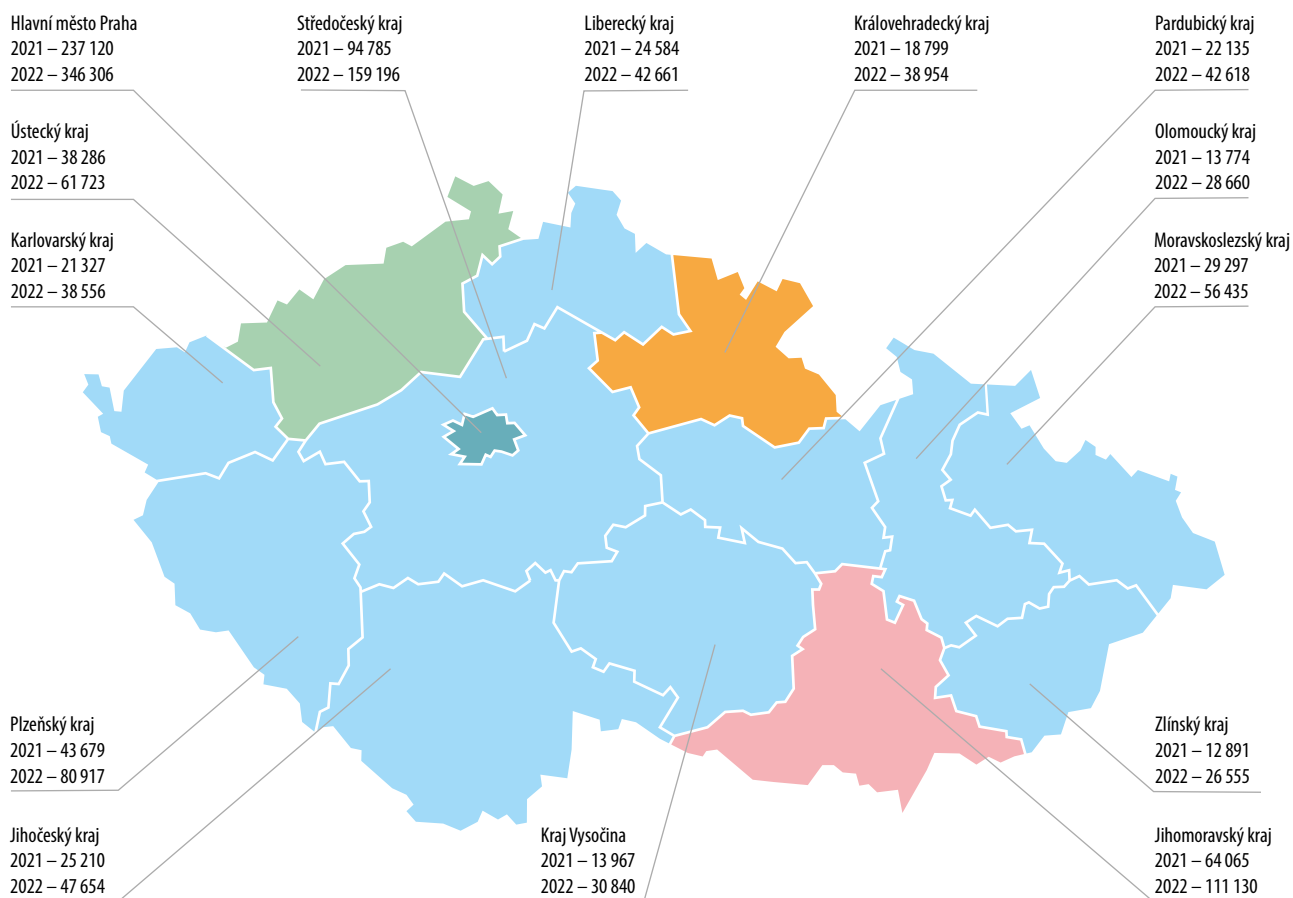 Hlavní město Praha
2021 – 237 120
2022 – 346 306
Středočeský kraj
2021 – 94 785
2022 – 159 196
Liberecký kraj
2021 – 24 584
2022 – 42 661
Královehradecký kraj
2021 – 18 799
2022 – 38 954
Pardubický kraj
2021 – 22 135
2022 – 42 618
Ústecký kraj
2021 – 38 286
2022 – 61 723
Olomoucký kraj
2021 – 13 774
2022 – 28 660
Karlovarský kraj
2021 – 21 327
2022 – 38 556
Moravskoslezský kraj
2021 – 29 297
2022 – 56 435
Plzeňský kraj
2021 – 43 679
2022 – 80 917
Zlínský kraj
2021 – 12 891
2022 – 26 555
Jihočeský kraj
2021 – 25 210
2022 – 47 654
Kraj Vysočina
2021 – 13 967
2022 – 30 840
Jihomoravský kraj
2021 – 64 065
2022 – 111 130